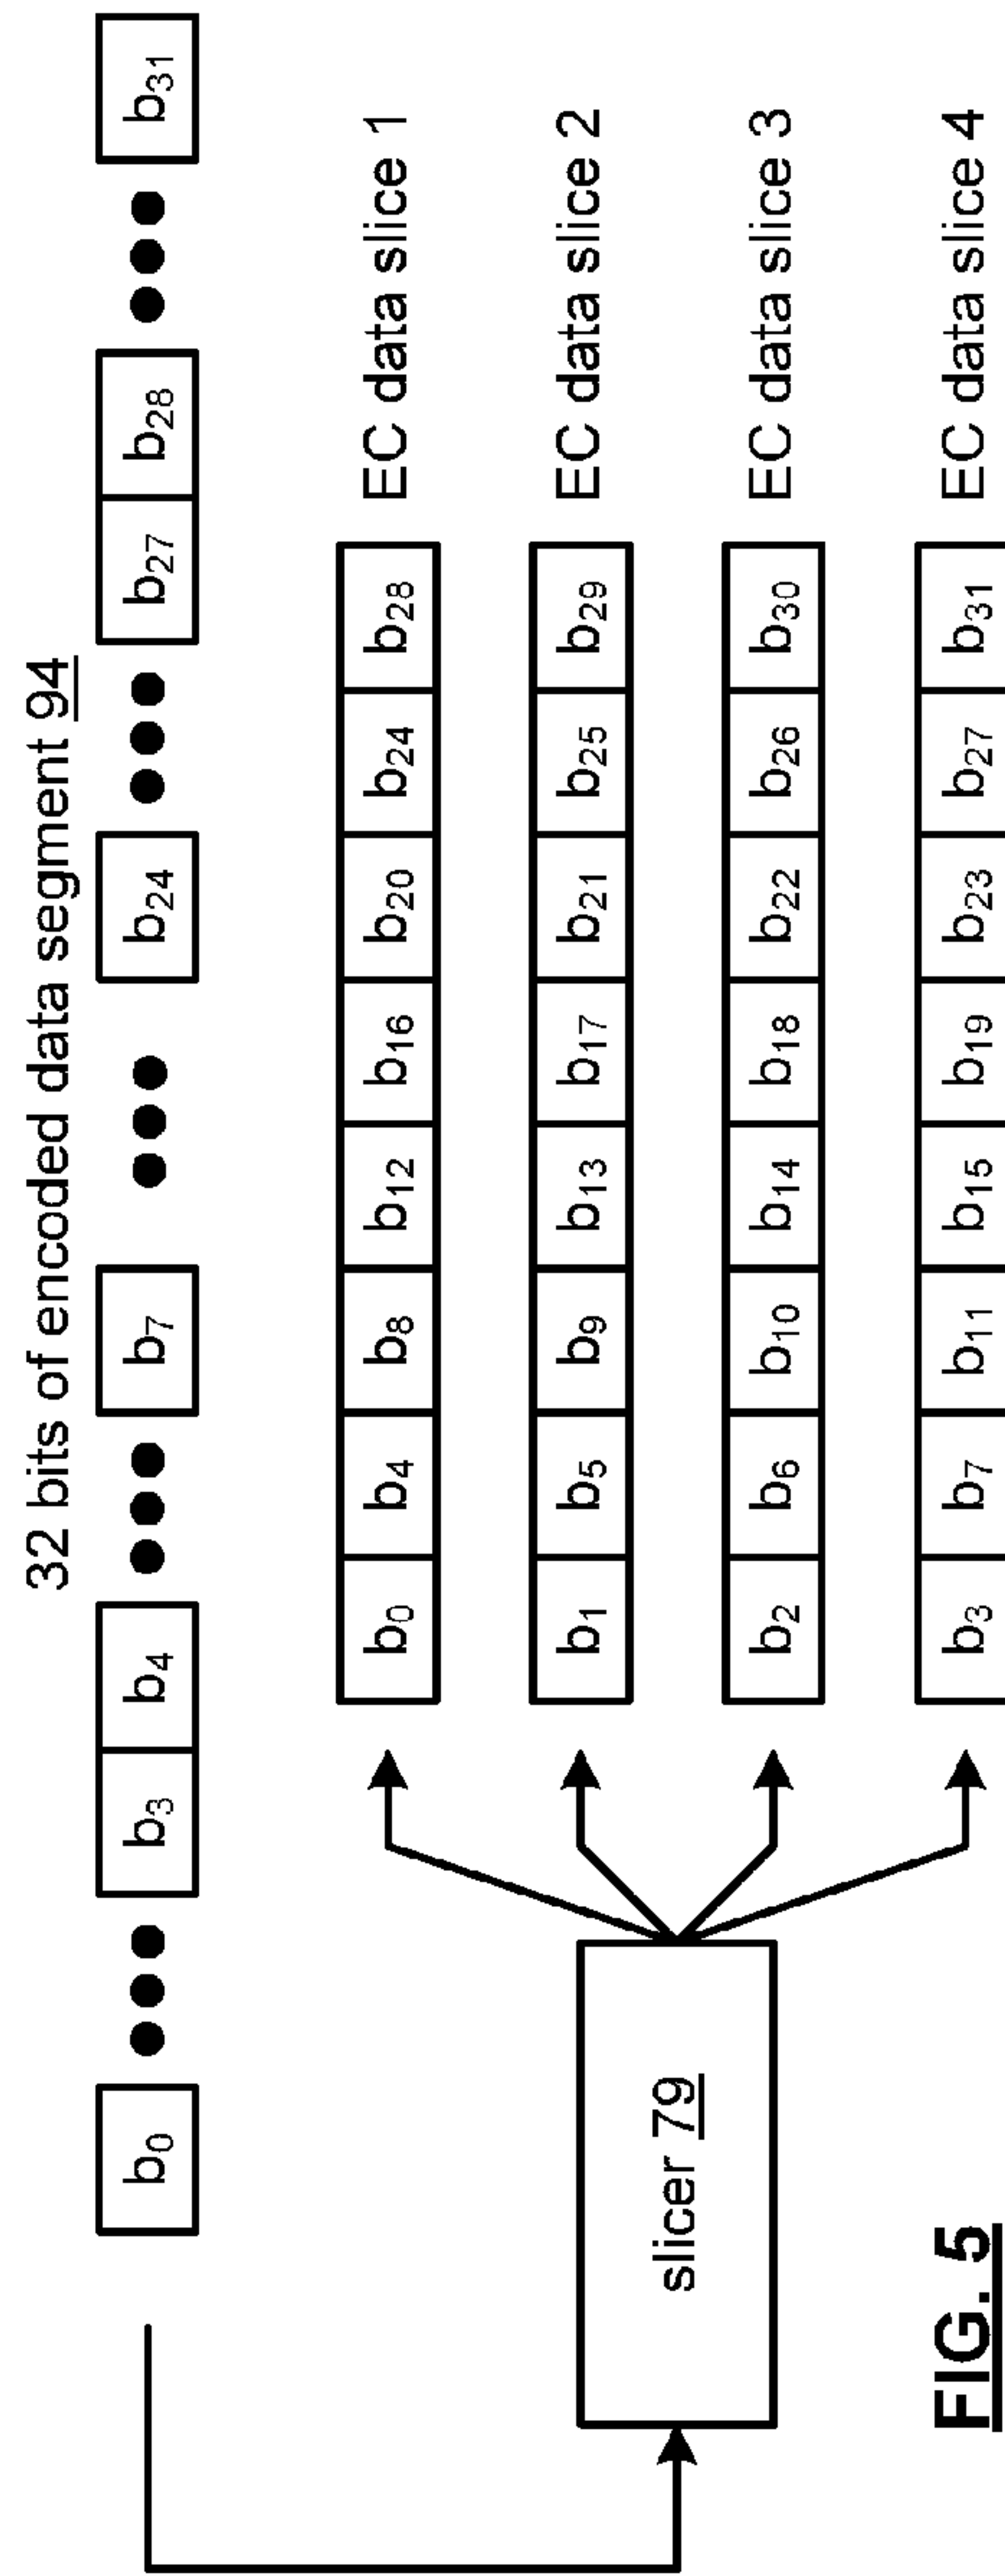 32 bits of encoded data segment 94
b0 b3 b4 b7 b24 b27 b28 b31
b0 b4 b8 b12 b16 b20 b24 b28 EC data slice 1
b1 b5 b9 b13 b17 b21 b25 b29 EC data slice 2
slicer 79
b2 b6 b10 b14 b18 b22 b26 b30 EC data slice 3
b3 b7 b11 b15 b19 b23 b27 b31 EC data slice 4
FIG. 5